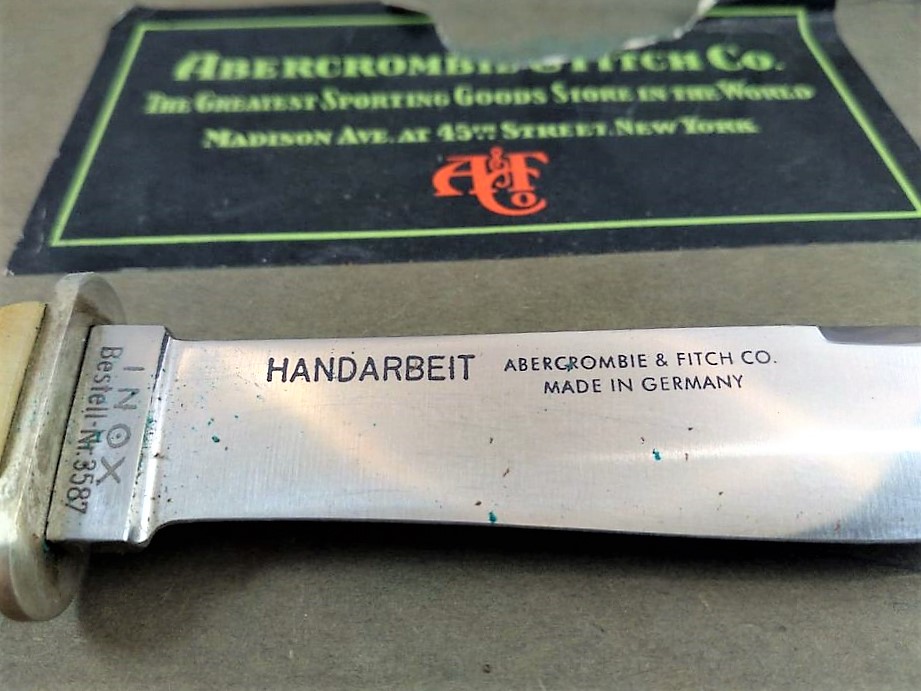 ABERCROMBIE & FITCH CO.
THE GREATEST SPORTING GOODS STORE IN THE WORLD
MADISON AVE. AT 45TH STREET. NEW YORK
A&F Co
HANDARBEIT
ABERCROMBIE & FITCH CO.
MADE IN GERMANY
INOX
Bestell-Nr. 3587